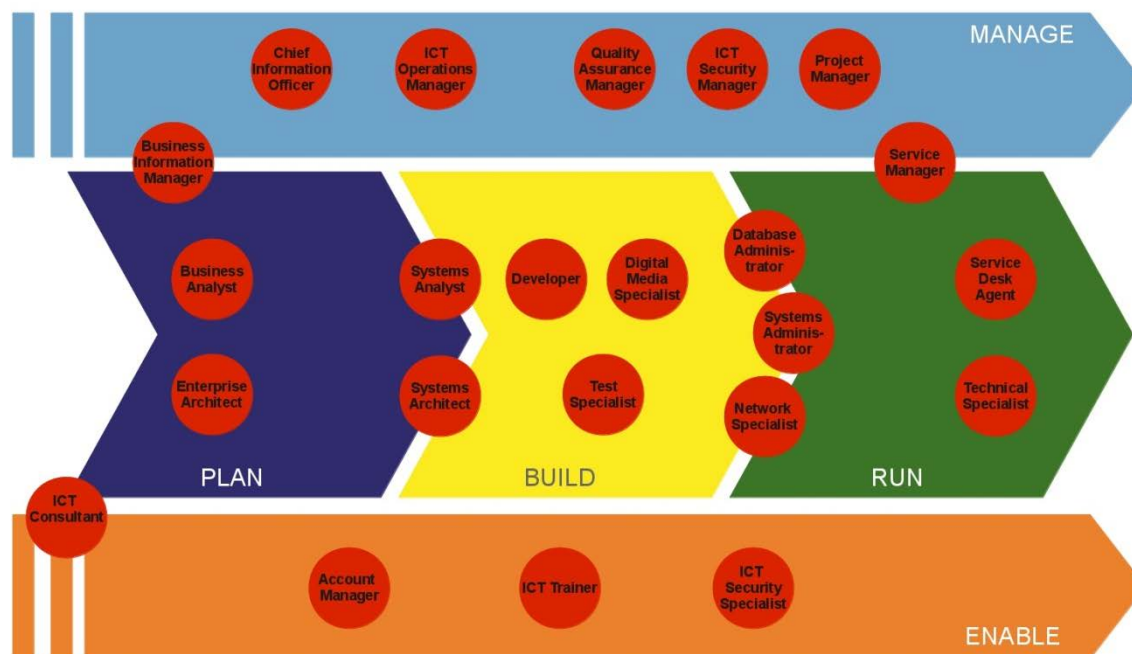 MANAGE
Chief
Information
Officer
ICT
Operations
Manager
Quality
Assurance
Manager
ICT
Security
Manager
Project
Manager
Business
Information
Manager
Service
Manager
Business
Analyst
Systems
Analyst
Developer
Digital
Media
Specialist
Database
Adminis-
trator
Service
Desk
Agent
Systems
Adminis-
trator
Enterprise
Architect
Systems
Architect
Test
Specialist
Network
Specialist
Technical
Specialist
PLAN
BUILD
RUN
ICT
Consultant
Account
Manager
ICT Trainer
ICT
Security
Specialist
ENABLE